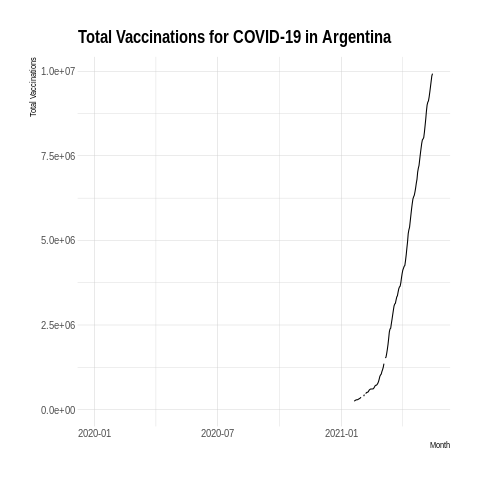 Total Vaccinations for COVID-19 in Argentina
Total Vaccinations
1.0e+07
7.5e+06
5.0e+06
2.5e+06
0.0e+00
2020-01
2020-07
2021-01
Month